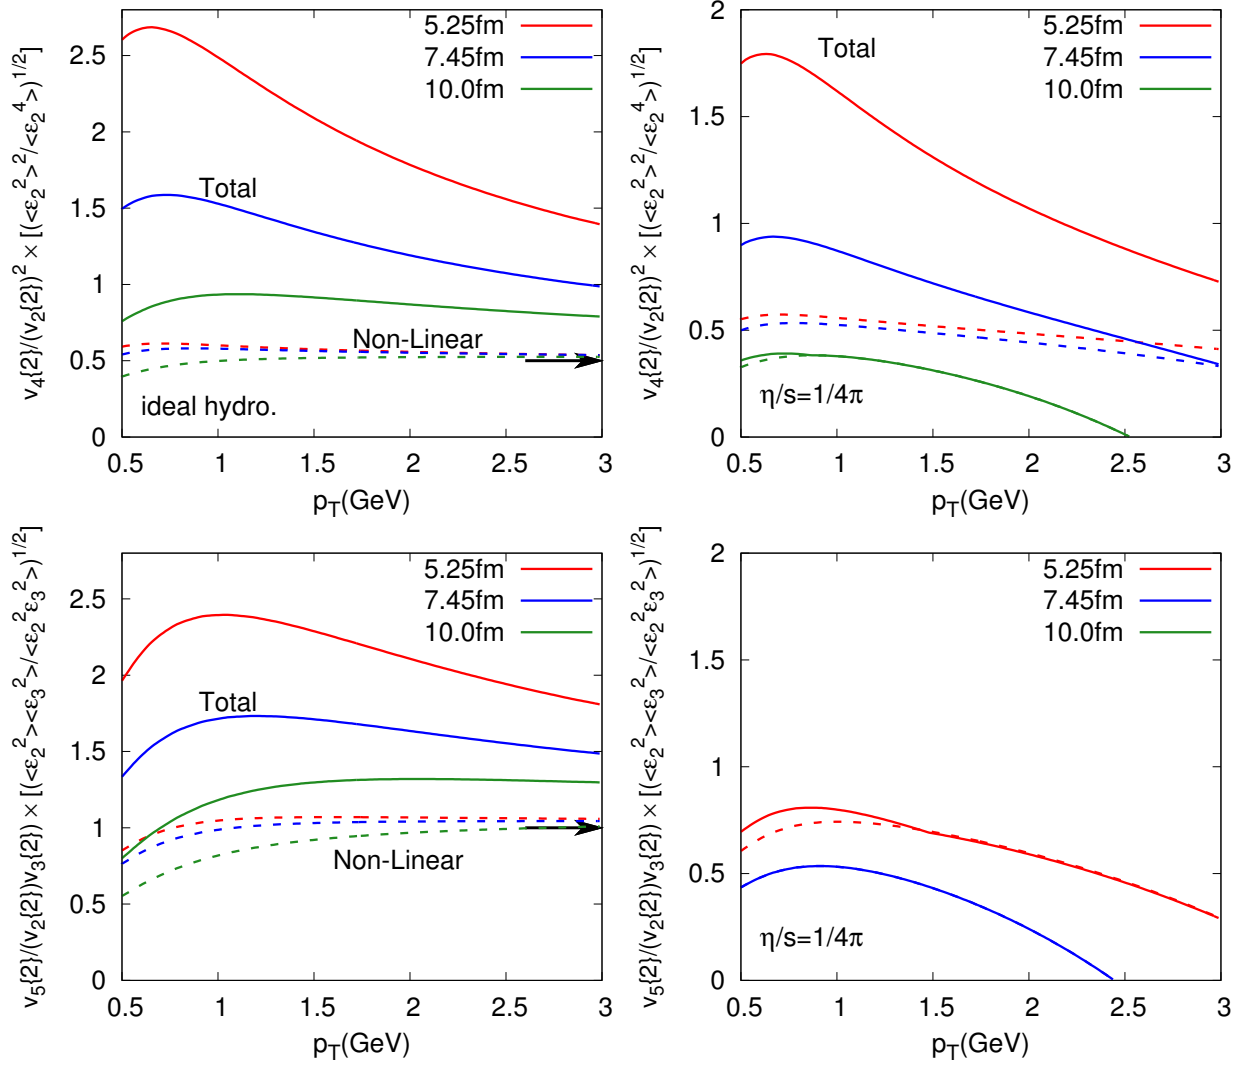 v₄{2}/(v₂{2})² × [(<ε₂²>²/<ε₂⁴>)^{1/2}]
2.5
2
1.5
1
0.5
0
5.25fm
7.45fm
10.0fm
Total
Non-Linear
ideal hydro.
0.5 1 1.5 2 2.5 3
p_T(GeV)
v₄{2}/(v₂{2})² × [(<ε₂²>²/<ε₂⁴>)^{1/2}]
2
1.5
1
0.5
0
Total
5.25fm
7.45fm
10.0fm
η/s=1/4π
0.5 1 1.5 2 2.5 3
p_T(GeV)
v₅{2}/(v₂{2})v₃{2}) × [(<ε₂²><ε₃²>/<ε₂²ε₃²>)^{1/2}]
2.5
2
1.5
1
0.5
0
5.25fm
7.45fm
10.0fm
Total
Non-Linear
0.5 1 1.5 2 2.5 3
p_T(GeV)
v₅{2}/(v₂{2})v₃{2}) × [(<ε₂²><ε₃²>/<ε₂²ε₃²>)^{1/2}]
2
1.5
1
0.5
0
5.25fm
7.45fm
10.0fm
η/s=1/4π
0.5 1 1.5 2 2.5 3
p_T(GeV)